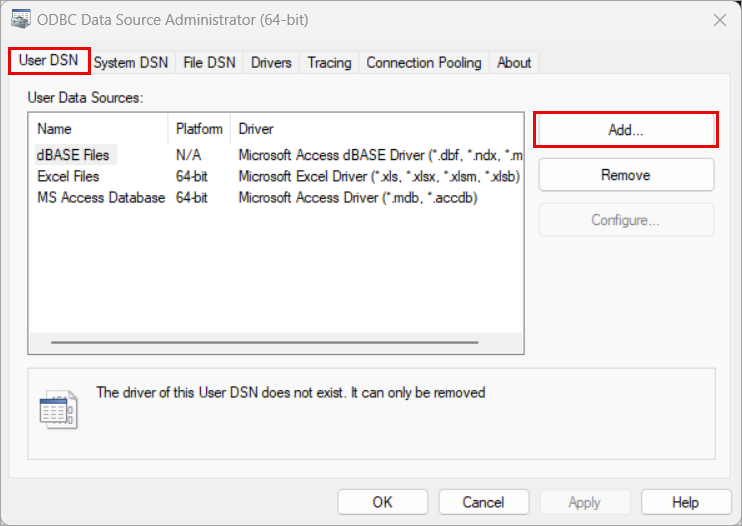 ODBC Data Source Administrator (64-bit)
User DSN System DSN File DSN Drivers Tracing Connection Pooling About
User Data Sources:
Name Platform Driver
dBASE Files N/A Microsoft Access dBASE Driver (*.dbf, *.ndx, *.m
Excel Files 64-bit Microsoft Excel Driver (*.xls, *.xlsx, *.xlsm, *.xlsb)
MS Access Database 64-bit Microsoft Access Driver (*.mdb, *.accdb)
Add...
Remove
Configure...
The driver of this User DSN does not exist. It can only be removed
OK Cancel Apply Help